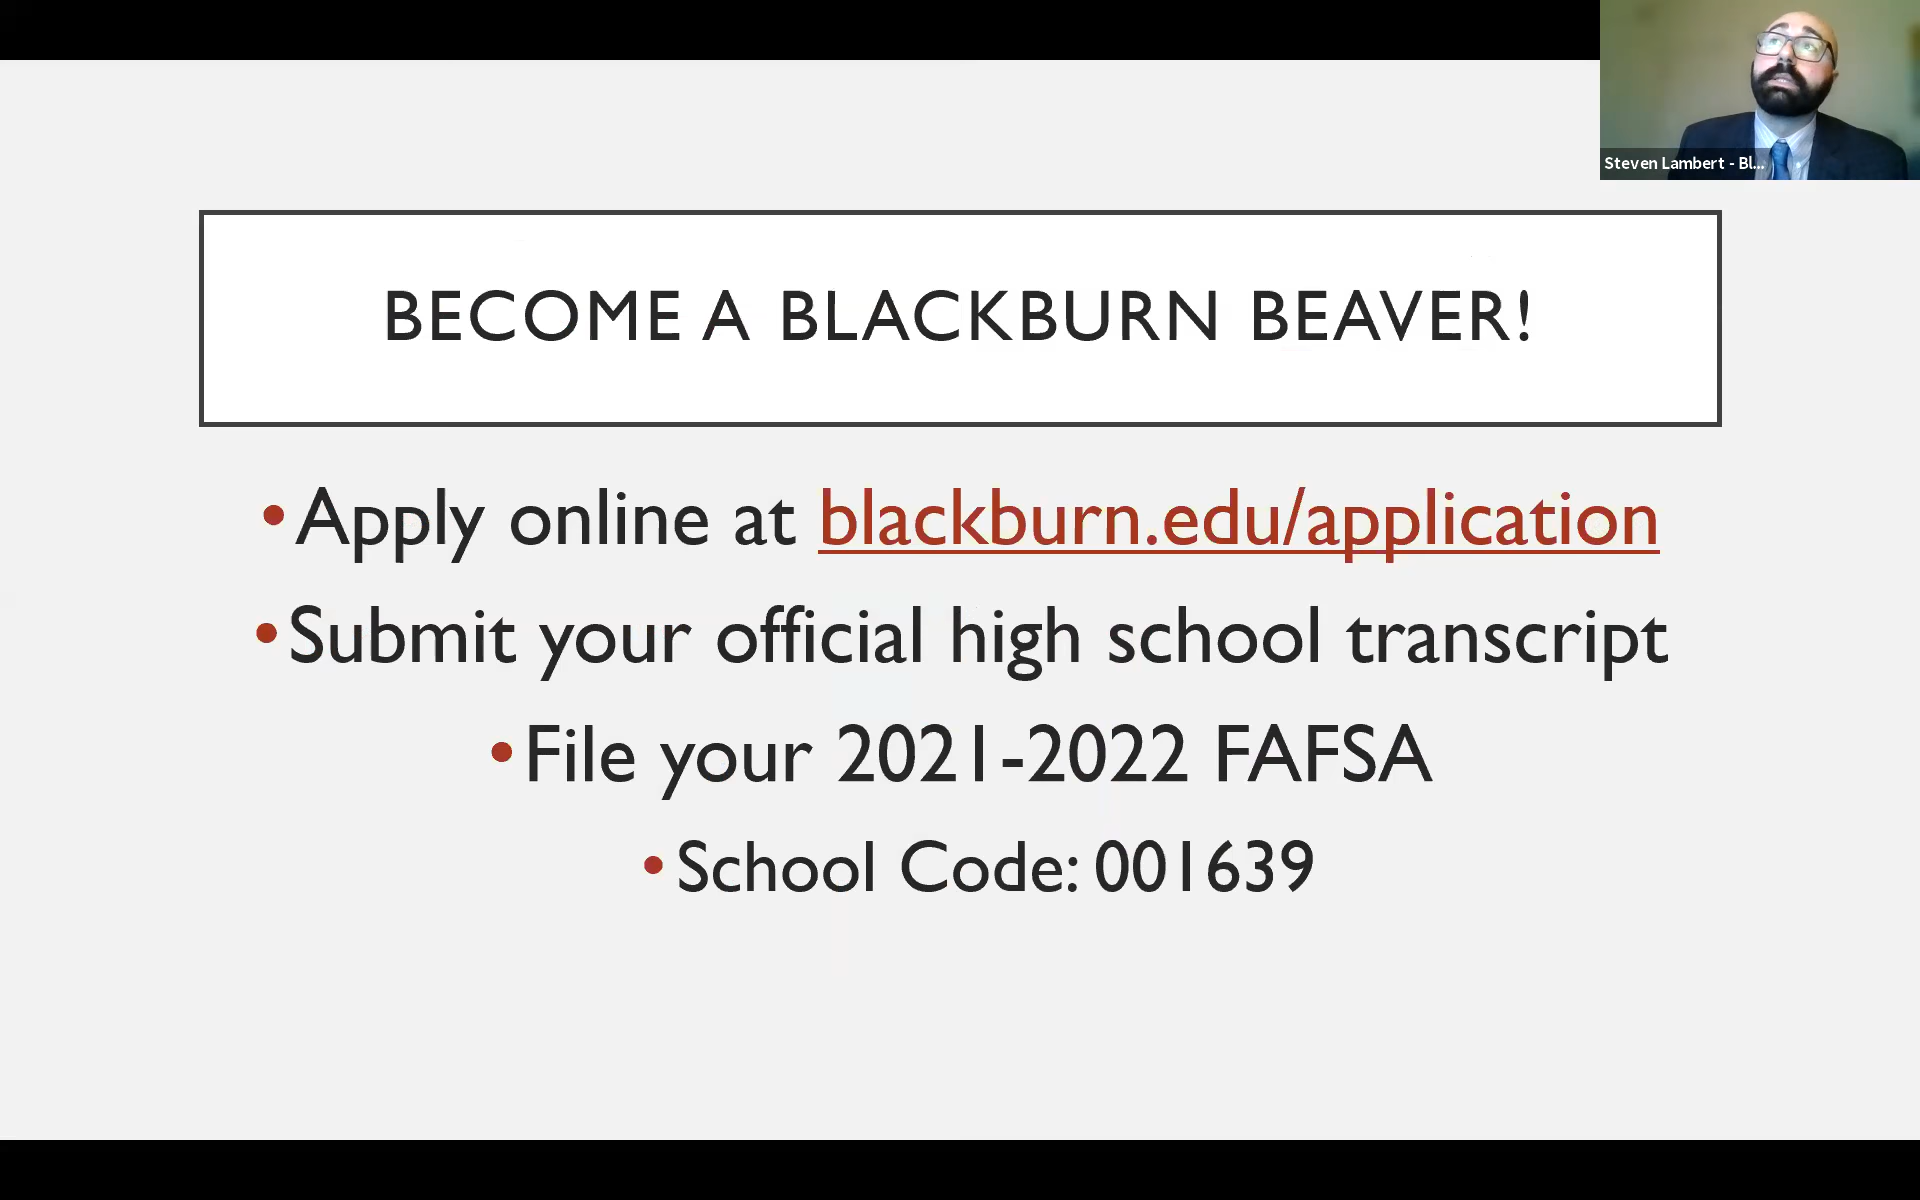 Steven Lambert - Bl...
BECOME A BLACKBURN BEAVER!
•Apply online at blackburn.edu/application
•Submit your official high school transcript
•File your 2021-2022 FAFSA
•School Code: 001639